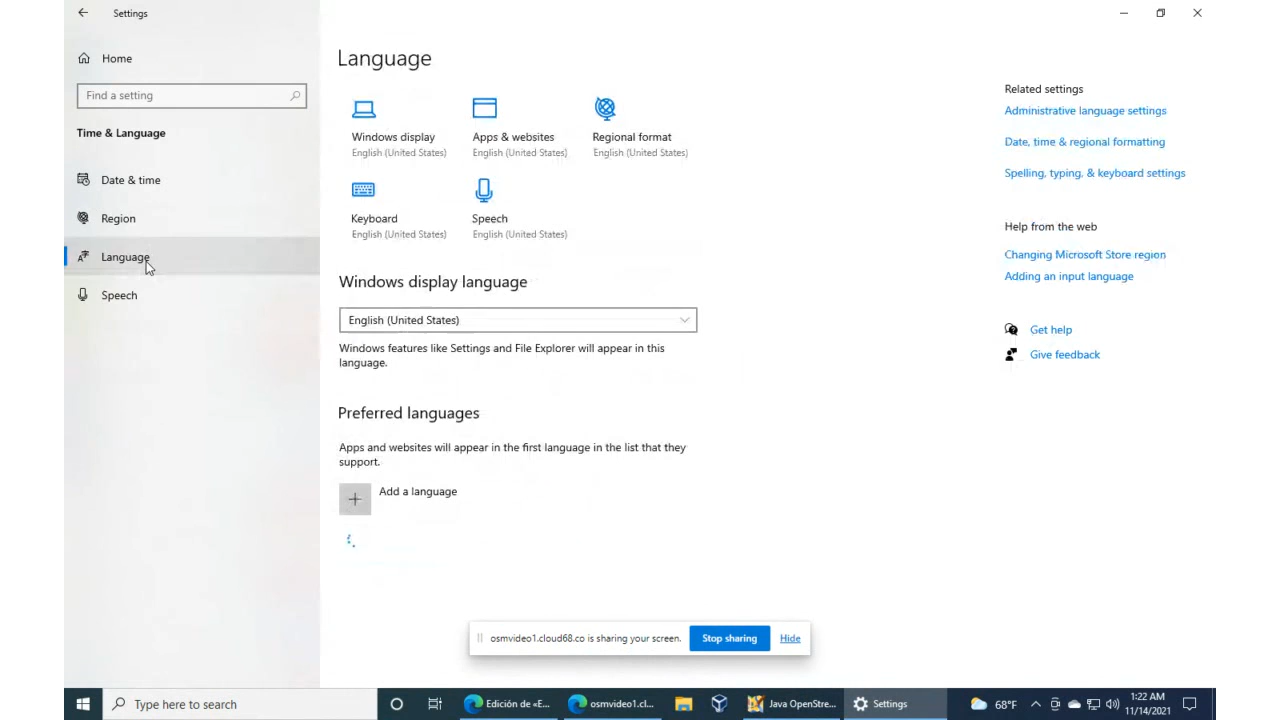 Settings
Home
Find a setting
Time & Language
Date & time
Region
Language
Speech
Language
Windows display
English (United States)
Apps & websites
English (United States)
Regional format
English (United States)
Keyboard
English (United States)
Speech
English (United States)
Windows display language
English (United States)
Windows features like Settings and File Explorer will appear in this
language.
Preferred languages
Apps and websites will appear in the first language in the list that they
support.
Add a language
Related settings
Administrative language settings
Date, time & regional formatting
Spelling, typing, & keyboard settings
Help from the web
Changing Microsoft Store region
Adding an input language
Get help
Give feedback
osmvideo1.cloud68.co is sharing your screen.
Stop sharing
Hide
Type here to search
Edición de «E...
osmvideo1.cl...
Java OpenStre...
Settings
68°F
1:22 AM
11/14/2021